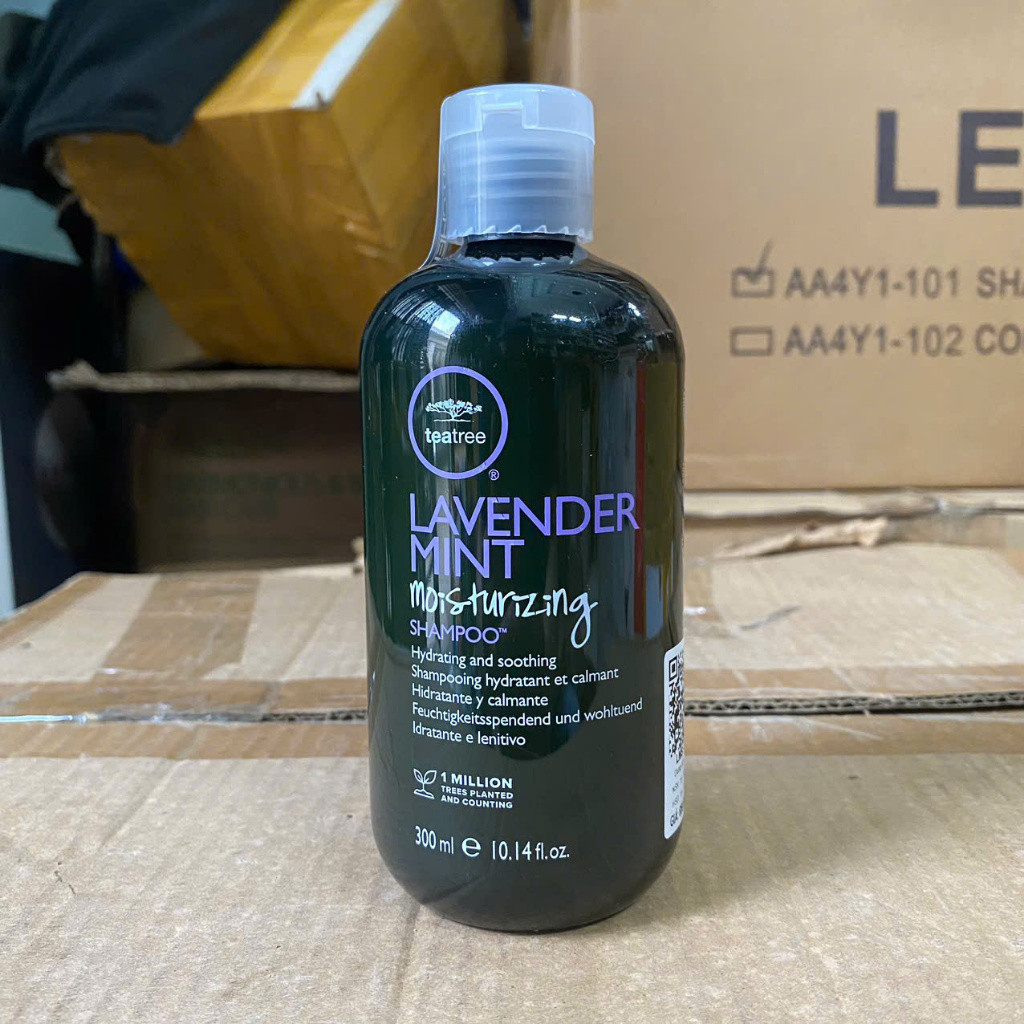 LE
AA4Y1-101 SHA
AA4Y1-102 CO
teatree
®
LAVENDER
MINT
moisturizing
SHAMPOO™
Hydrating and soothing
Shampooing hydratant et calmant
Hidratante y calmante
Feuchtigkeitsspendend und wohltuend
Idratante e lenitivo
1 MILLION
TREES PLANTED
AND COUNTING
300 ml e 10.14 fl. oz.